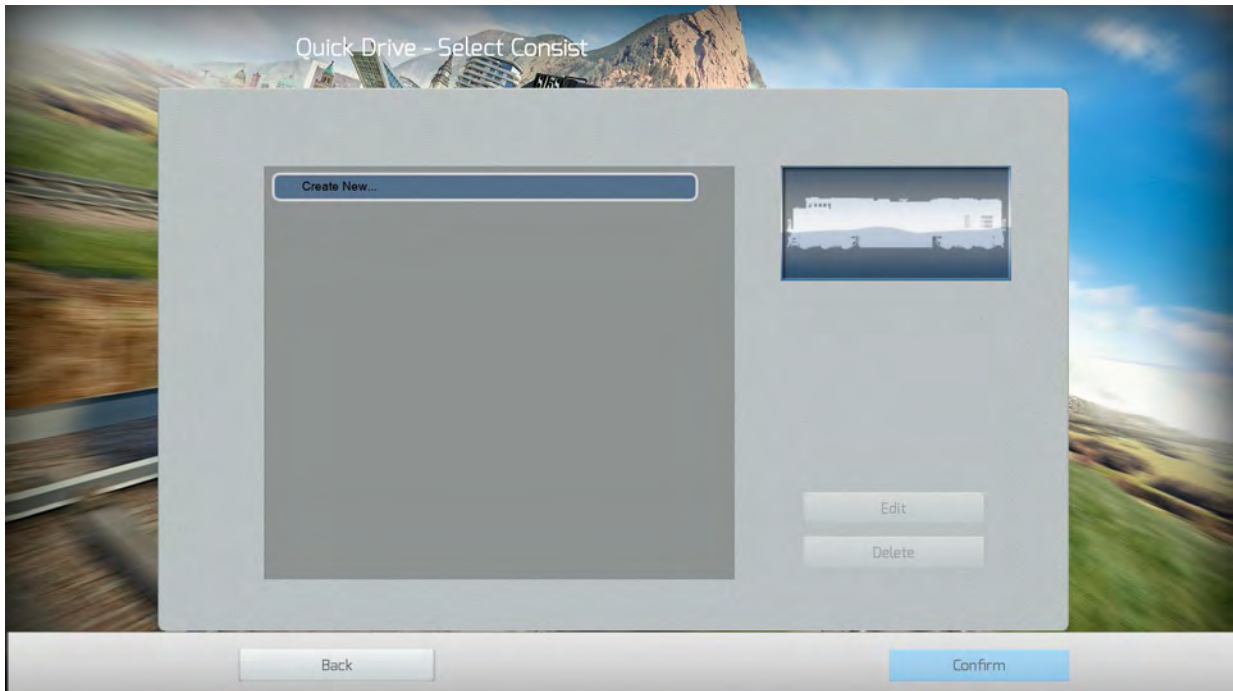 Quick Drive - Select Consist
Create New...
Edit
Delete
Back
Confirm